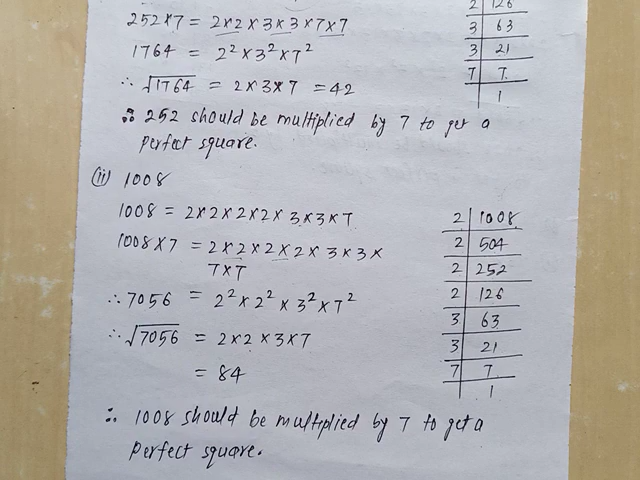 252×7 = 2×2×3×3×7×7
1764 = 2²×3²×7²
∴ √1764 = 2×3×7 = 42
∴ 252 should be multiplied by 7 to get a
perfect square.
2 | 126
3 | 63
3 | 21
7 | 7
1
(ii) 1008
1008 = 2×2×2×2×3×3×7
1008×7 = 2×2×2×2×3×3×
7×7
∴ 7056 = 2²×2²×3²×7²
∴ √7056 = 2×2×3×7
= 84
2 | 1008
2 | 504
2 | 252
2 | 126
3 | 63
3 | 21
7 | 7
1
∴ 1008 should be multiplied by 7 to get a
perfect square.